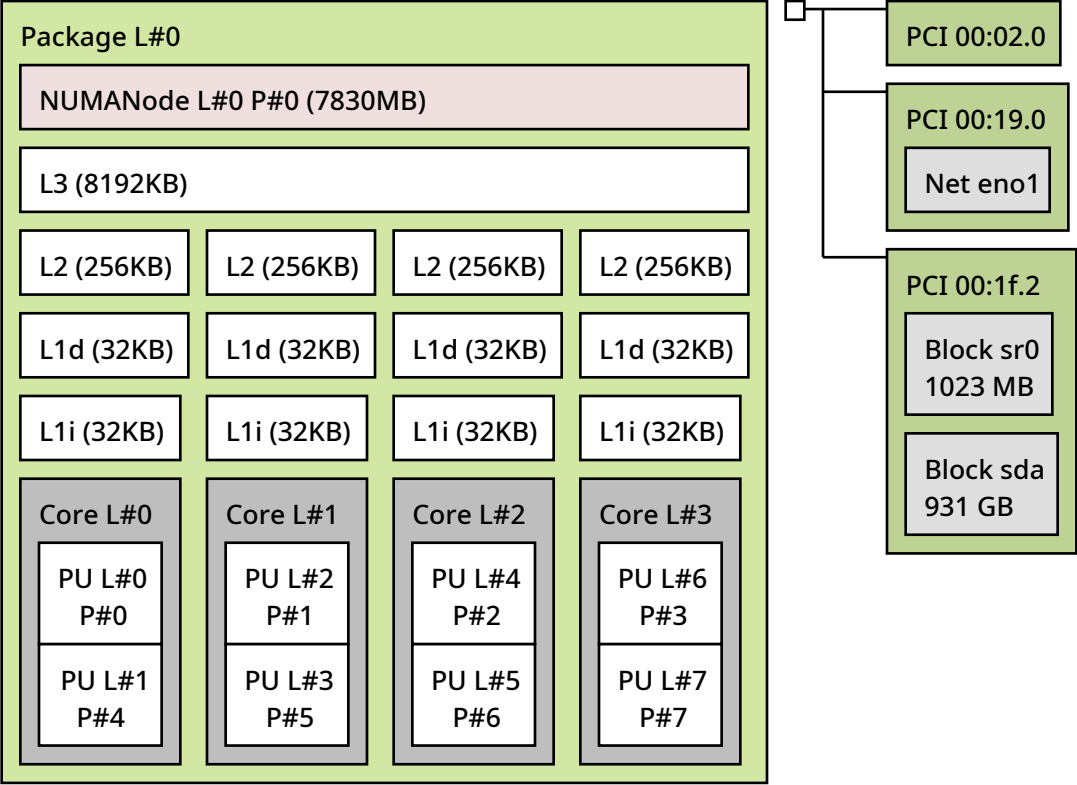 Package L#0
NUMANode L#0 P#0 (7830MB)
L3 (8192KB)
L2 (256KB)
L2 (256KB)
L2 (256KB)
L2 (256KB)
L1d (32KB)
L1d (32KB)
L1d (32KB)
L1d (32KB)
L1i (32KB)
L1i (32KB)
L1i (32KB)
L1i (32KB)
Core L#0
PU L#0
P#0
PU L#1
P#4
Core L#1
PU L#2
P#1
PU L#3
P#5
Core L#2
PU L#4
P#2
PU L#5
P#6
Core L#3
PU L#6
P#3
PU L#7
P#7
PCI 00:02.0
PCI 00:19.0
Net eno1
PCI 00:1f.2
Block sr0
1023 MB
Block sda
931 GB